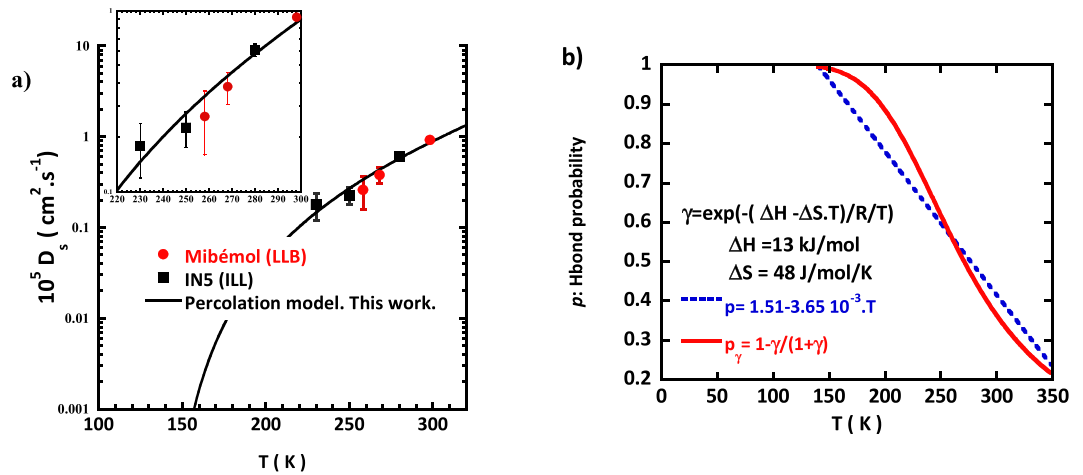 a)
1
0.1
220 230 240 250 260 270 280 290 300
10
1
0.1
0.01
0.001
10⁵ Dₛ ( cm².s⁻¹)
Mibémol (LLB)
IN5 (ILL)
Percolation model. This work.
100 150 200 250 300
T ( K )
b)
1
0.9
0.8
0.7
0.6
0.5
0.4
0.3
0.2
p: Hbond probability
γ=exp(-( ΔH -ΔS.T)/R/T)
ΔH =13 kJ/mol
ΔS = 48 J/mol/K
p= 1.51-3.65 10⁻³.T
p_γ = 1-γ/(1+γ)
0 50 100 150 200 250 300 350
T ( K )